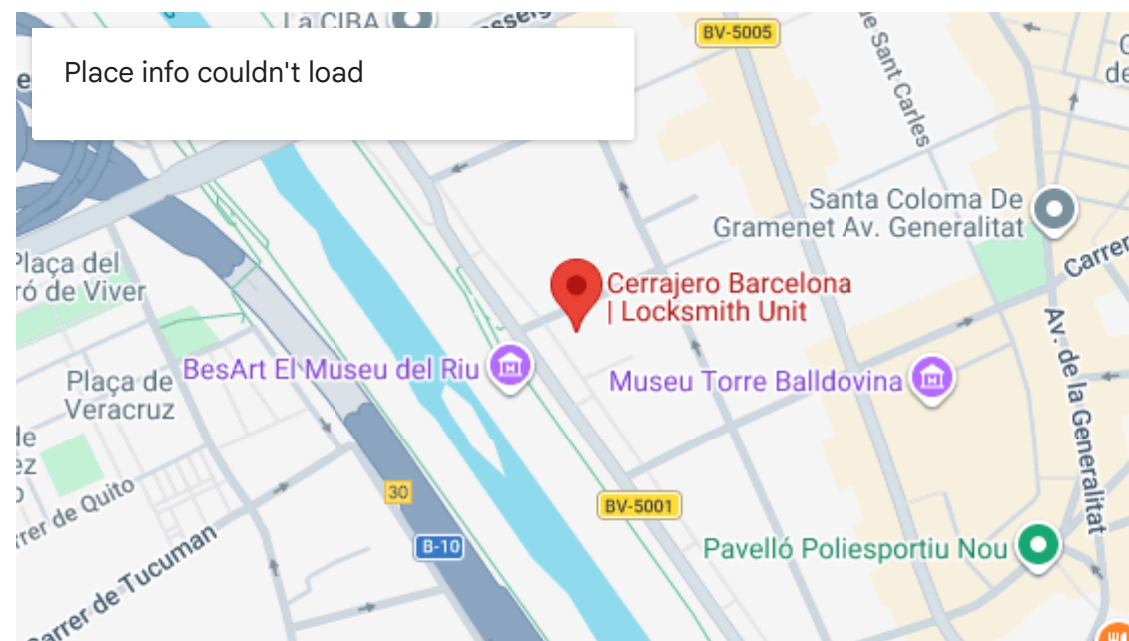 La CIBA
Place info couldn't load
BV-5005
Sant Carles
Santa Coloma De
Gramenet Av. Generalitat
Carrer
Plaça del
ró de Viver
Cerrajero Barcelona
| Locksmith Unit
BesArt El Museu del Riu
Museu Torre Balldovina
Av. de la Generalitat
Plaça de
Veracruz
30
BV-5001
B-10
Carrer de Tucuman
rrer de Quito
Pavelló Poliesportiu Nou